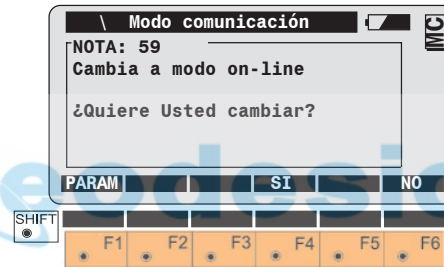 \ Modo comunicación
MC
NOTA: 59
Cambia a modo on-line
¿Quiere Usted cambiar?
PARAM SI NO
SHIFT
F1 F2 F3 F4 F5 F6
eodesic